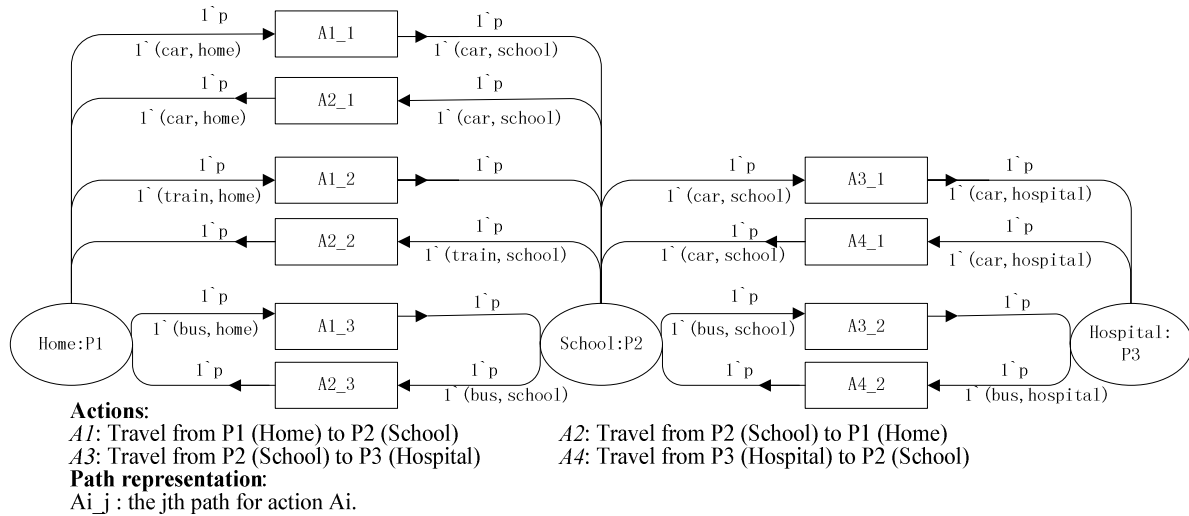 1`p 1`p
A1_1
1`(car,home) 1`(car,school)
1`p 1`p
A2_1
1`(car,home) 1`(car,school)
1`p 1`p 1`p 1`p
A1_2 A3_1
1`(train,home) 1`(car,school) 1`(car,hospital)
1`p 1`p 1`p 1`p
A2_2 A4_1
1`(train,school) 1`(car,school) 1`(car,hospital)
1`p 1`p 1`p 1`p
1`(bus,home) A1_3 1`(bus,school) A3_2
Home:P1 School:P2 Hospital:
P3
1`p 1`p 1`p 1`p
A2_3 A4_2
1`(bus,school) 1`(bus,hospital)
Actions:
A1: Travel from P1 (Home) to P2 (School) A2: Travel from P2 (School) to P1 (Home)
A3: Travel from P2 (School) to P3 (Hospital) A4: Travel from P3 (Hospital) to P2 (School)
Path representation:
Ai_j : the jth path for action Ai.